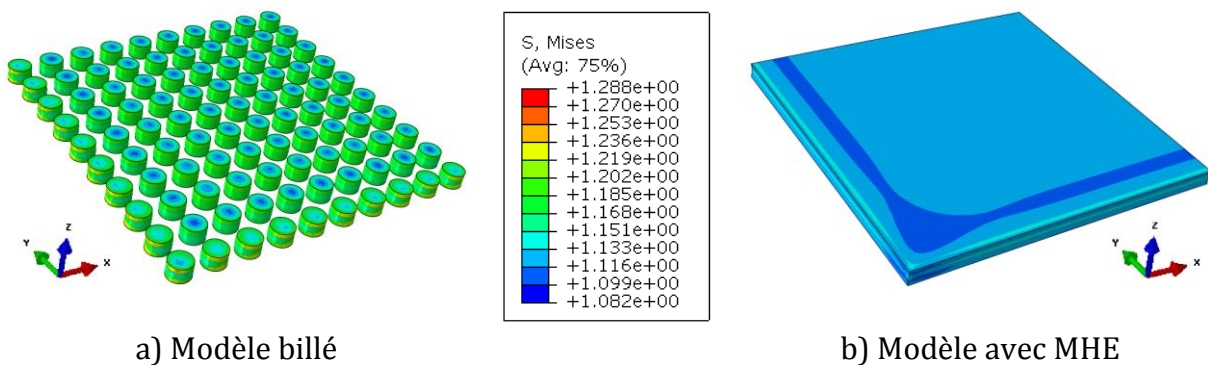 S, Mises
(Avg: 75%)
+1.288e+00
+1.270e+00
+1.253e+00
+1.236e+00
+1.219e+00
+1.202e+00
+1.185e+00
+1.168e+00
+1.151e+00
+1.133e+00
+1.116e+00
+1.099e+00
+1.082e+00
Y
Z
X
Y
Z
X
a) Modèle billé
b) Modèle avec MHE